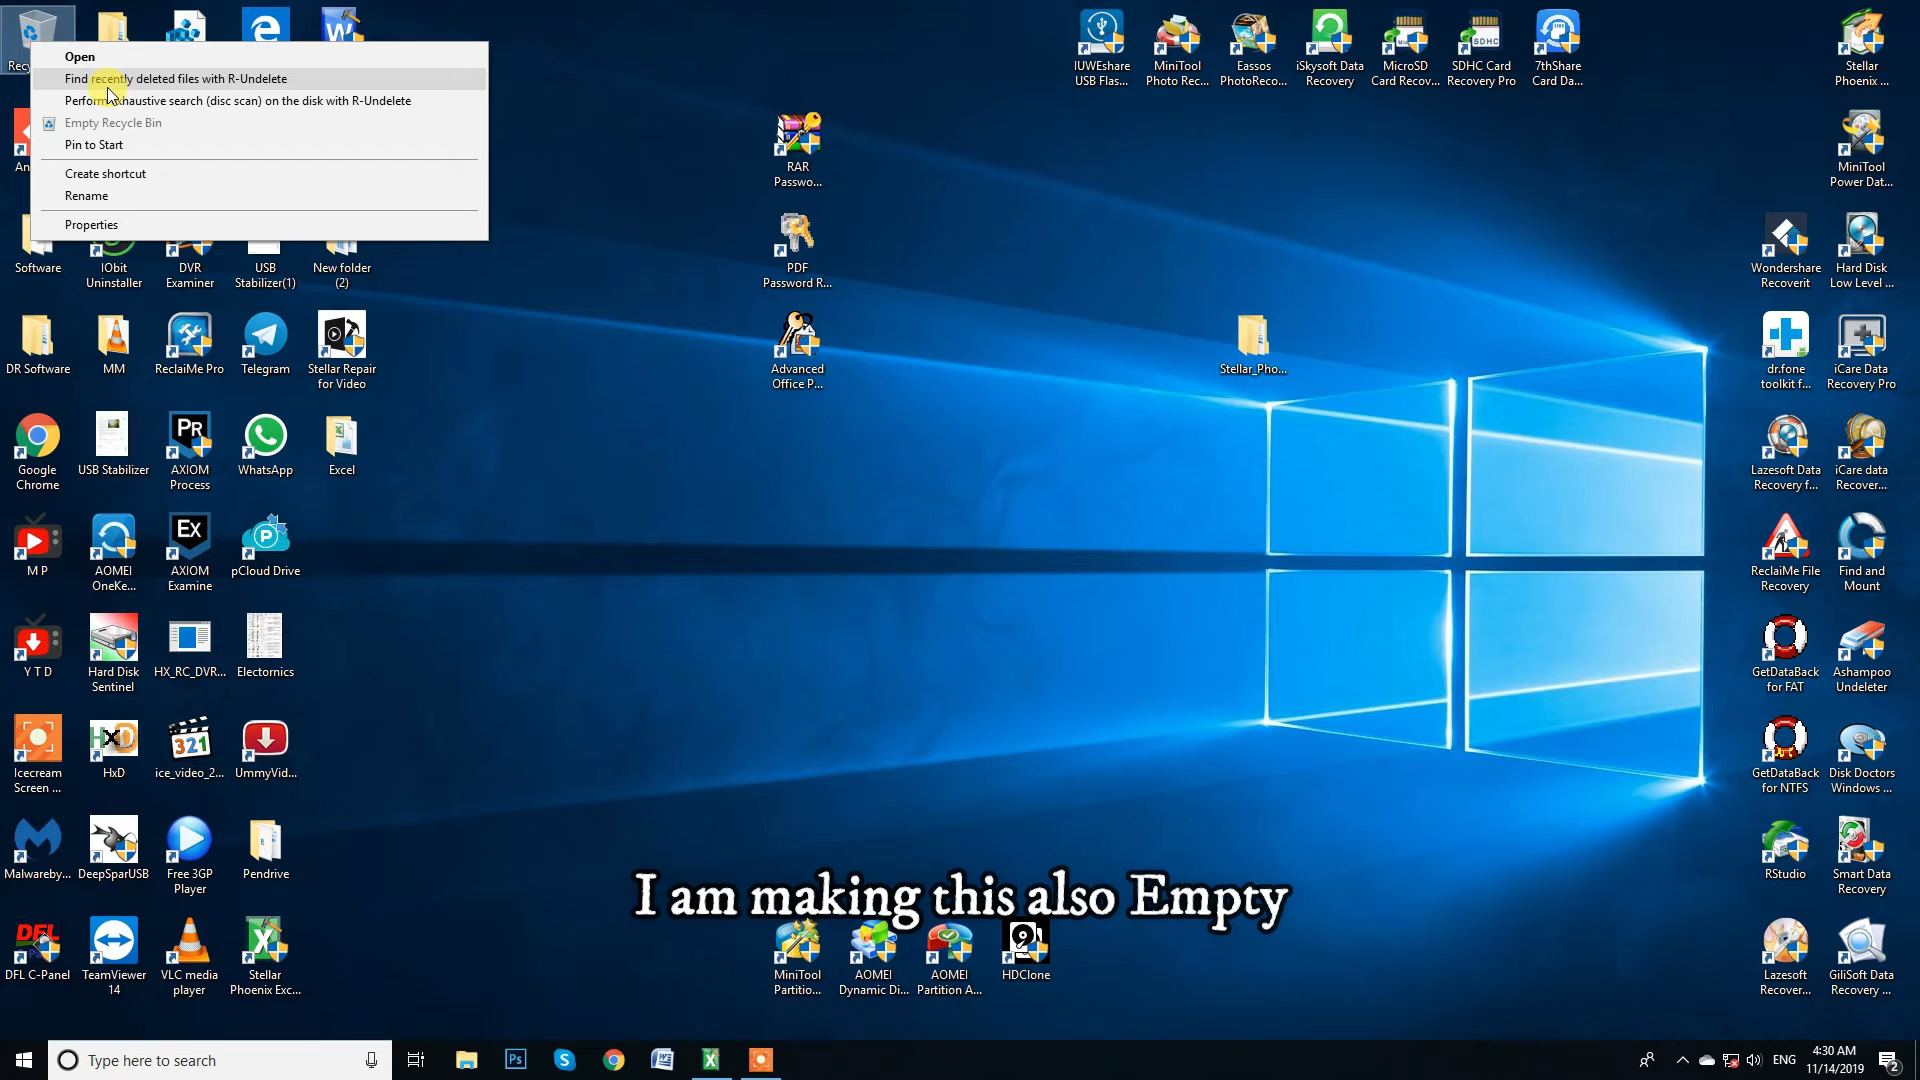 Open
Find recently deleted files with R-Undelete
Perform exhaustive search (disc scan) on the disk with R-Undelete
Empty Recycle Bin
Pin to Start
Create shortcut
Rename
Properties
IUWEshare
USB Flas...
MiniTool
Photo Rec...
Eassos
PhotoReco...
iSkysoft Data
Recovery
MicroSD
Card Recov...
SDHC Card
Recovery Pro
7thShare
Card Da...
Stellar
Phoenix ...
RAR
Passwo...
MiniTool
Power Dat...
Software
IObit
Uninstaller
DVR
Examiner
USB
Stabilizer(1)
New folder
(2)
PDF
Password R...
Wondershare
Recoverit
Hard Disk
Low Level ...
DR Software
MM
ReclaiMe Pro
Telegram
Stellar Repair
for Video
Advanced
Office P...
Stellar_Pho...
dr.fone
toolkit f...
iCare Data
Recovery Pro
Google
Chrome
USB Stabilizer
AXIOM
Process
WhatsApp
Excel
Lazesoft Data
Recovery f...
iCare data
Recover...
M P
AOMEI
OneKe...
AXIOM
Examine
pCloud Drive
ReclaiMe File
Recovery
Find and
Mount
Y T D
Hard Disk
Sentinel
HX_RC_DVR...
Electornics
GetDataBack
for FAT
Ashampoo
Undeleter
Icecream
Screen ...
HxD
ice_video_2...
UmmyVid...
GetDataBack
for NTFS
Disk Doctors
Windows ...
Malwareby...
DeepSparUSB
Free 3GP
Player
Pendrive
RStudio
Smart Data
Recovery
I am making this also Empty
DFL C-Panel
TeamViewer
14
VLC media
player
Stellar
Phoenix Exc...
MiniTool
Partitio...
AOMEI
Dynamic Di...
AOMEI
Partition A...
HDClone
Lazesoft
Recover...
GiliSoft Data
Recovery ...
Type here to search
ENG
4:30 AM
11/14/2019
2